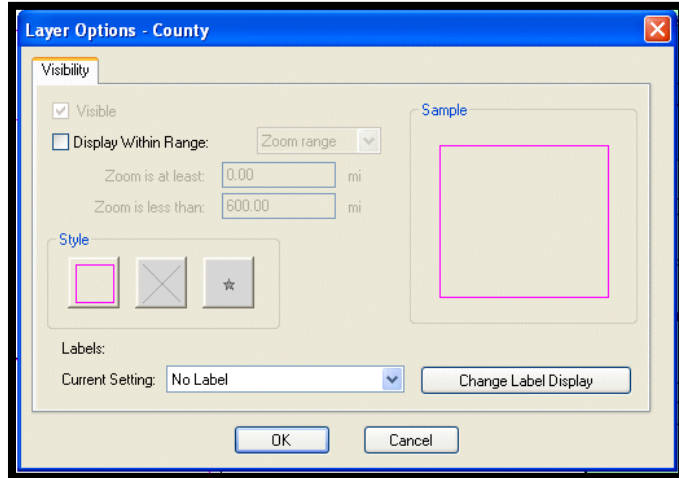 Layer Options - County
Visibility
Visible
Display Within Range: Zoom range
Zoom is at least: 0.00 mi
Zoom is less than: 600.00 mi
Style
Sample
Labels:
Current Setting: No Label Change Label Display
OK Cancel